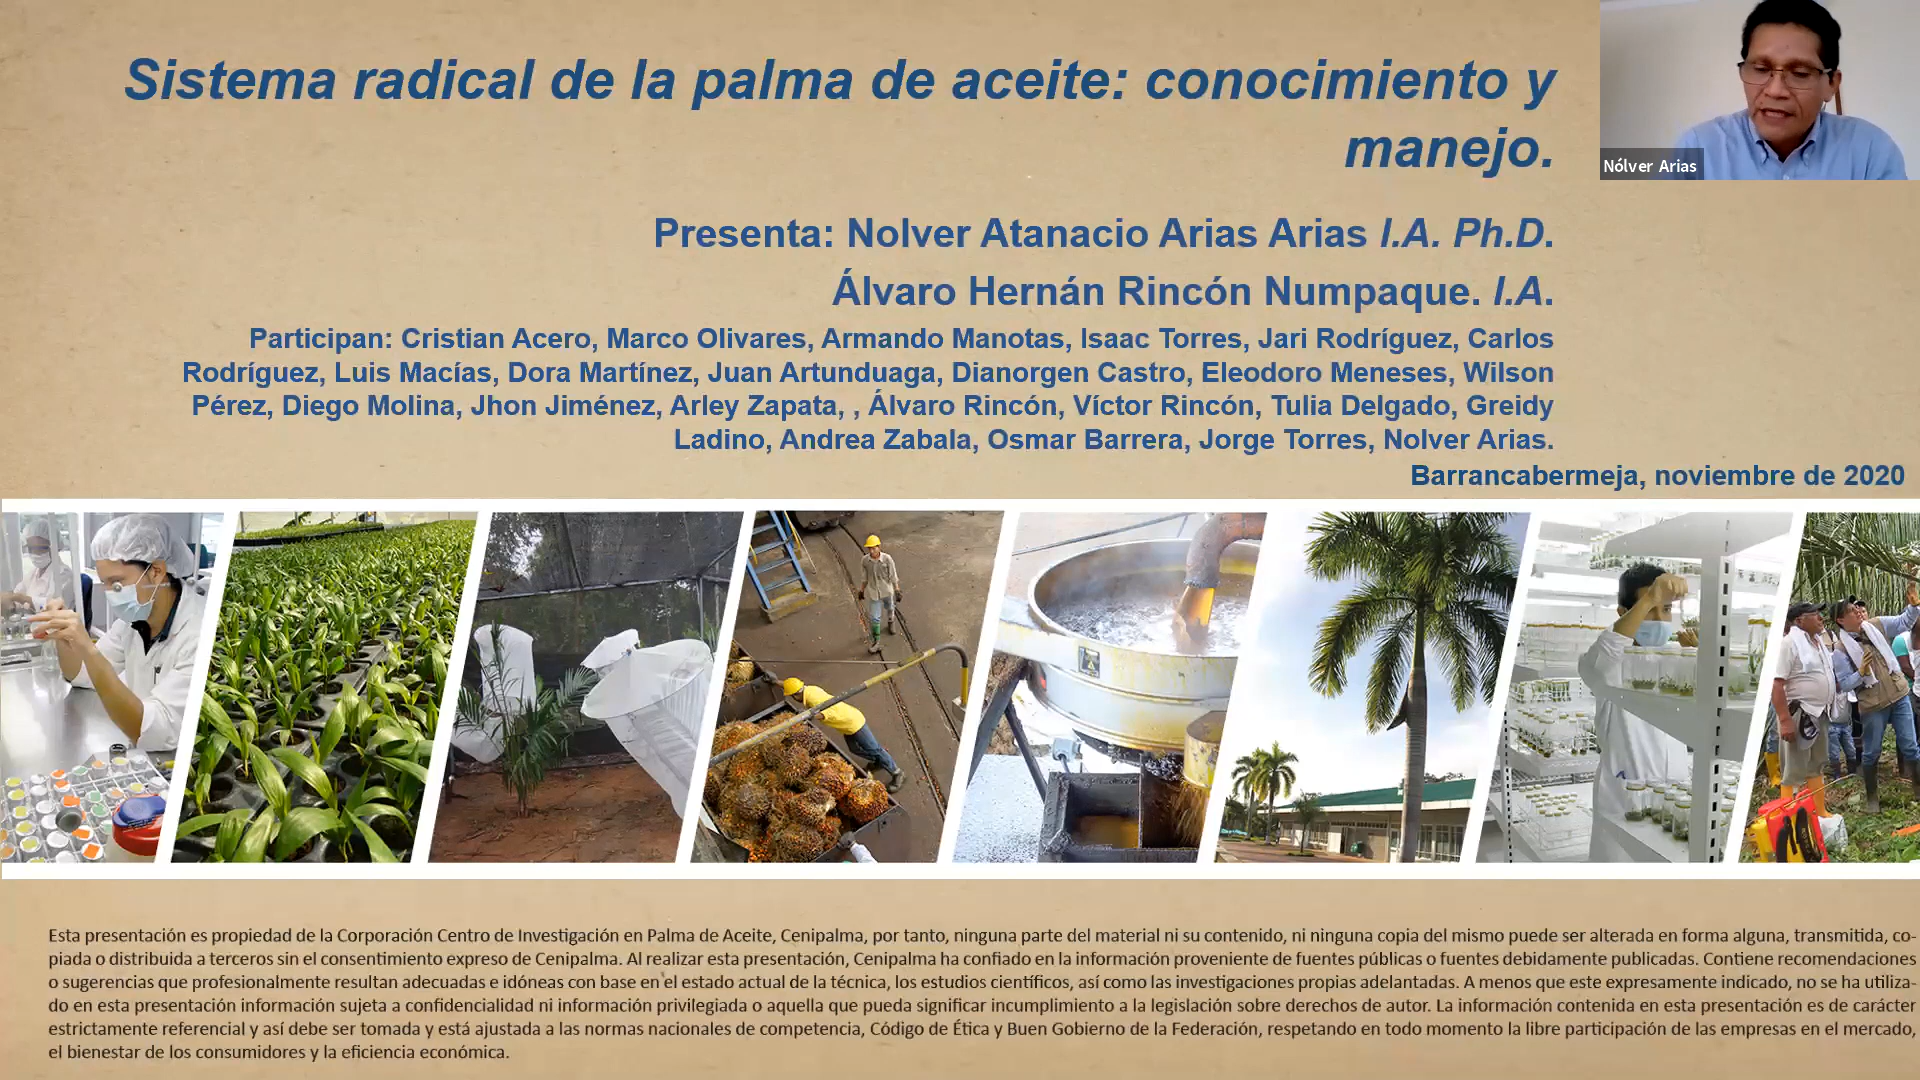 Sistema radical de la palma de aceite: conocimiento y
manejo.
Nólver Arias
Presenta: Nolver Atanacio Arias Arias I.A. Ph.D.
Álvaro Hernán Rincón Numpaque. I.A.
Participan: Cristian Acero, Marco Olivares, Armando Manotas, Isaac Torres, Jari Rodríguez, Carlos
Rodríguez, Luis Macías, Dora Martínez, Juan Artunduaga, Dianorgen Castro, Eleodoro Meneses, Wilson
Pérez, Diego Molina, Jhon Jiménez, Arley Zapata, , Álvaro Rincón, Víctor Rincón, Tulia Delgado, Greidy
Ladino, Andrea Zabala, Osmar Barrera, Jorge Torres, Nolver Arias.
Barrancabermeja, noviembre de 2020
Esta presentación es propiedad de la Corporación Centro de Investigación en Palma de Aceite, Cenipalma, por tanto, ninguna parte del material ni su contenido, ni ninguna copia del mismo puede ser alterada en forma alguna, transmitida, co-
piada o distribuida a terceros sin el consentimiento expreso de Cenipalma. Al realizar esta presentación, Cenipalma ha confiado en la información proveniente de fuentes públicas o fuentes debidamente publicadas. Contiene recomendaciones
o sugerencias que profesionalmente resultan adecuadas e idóneas con base en el estado actual de la técnica, los estudios científicos, así como las investigaciones propias adelantadas. A menos que este expresamente indicado, no se ha utiliza-
do en esta presentación información sujeta a confidencialidad ni información privilegiada o aquella que pueda significar incumplimiento a la legislación sobre derechos de autor. La información contenida en esta presentación es de carácter
estrictamente referencial y así debe ser tomada y está ajustada a las normas nacionales de competencia, Código de Ética y Buen Gobierno de la Federación, respetando en todo momento la libre participación de las empresas en el mercado,
el bienestar de los consumidores y la eficiencia económica.